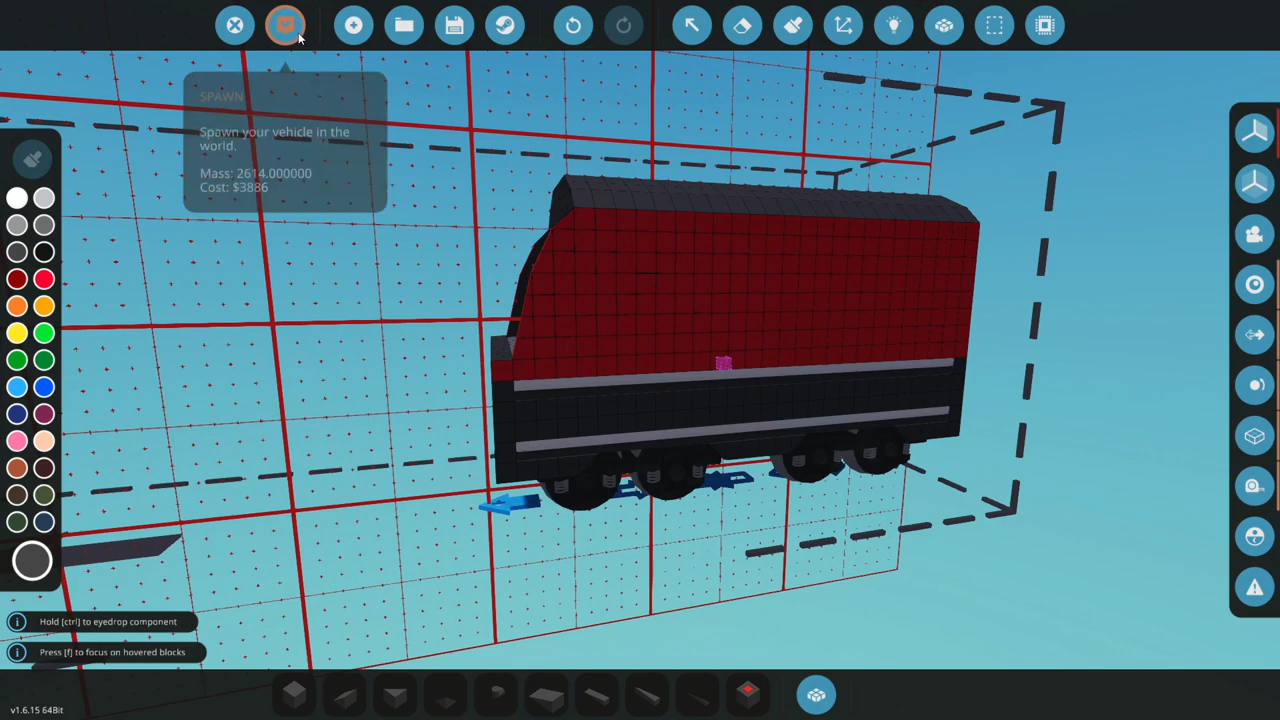 SPAWN
Spawn your vehicle in the
world.
Mass: 2614.000000
Cost: $3886
Hold [ctrl] to eyedrop component
Press [f] to focus on hovered blocks
v1.6.15 64Bit